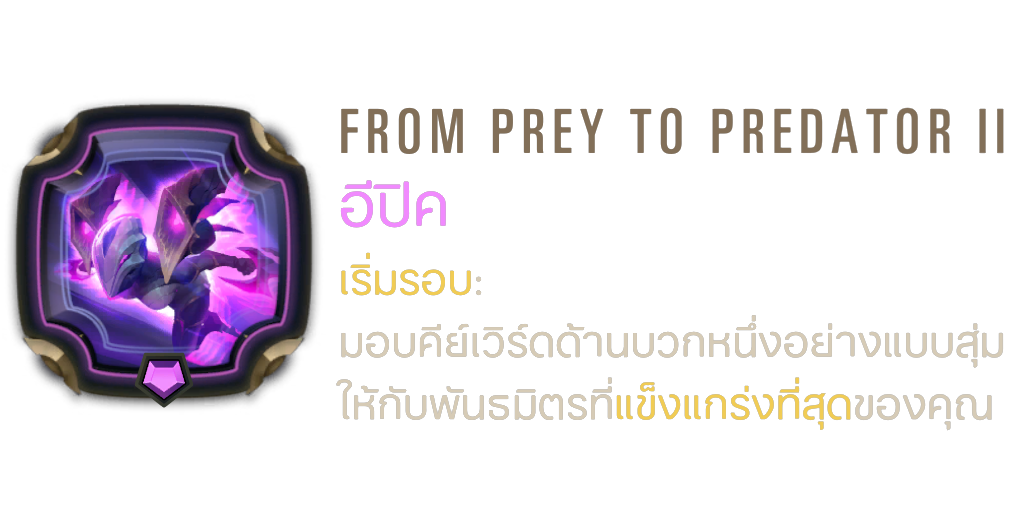 FROM PREY TO PREDATOR II
อีปิค
เริ่มรอบ:
มอบคีย์เวิร์ดด้านบวกหนึ่งอย่างแบบสุ่ม
ให้กับพันธมิตรที่แข็งแกร่งที่สุดของคุณ